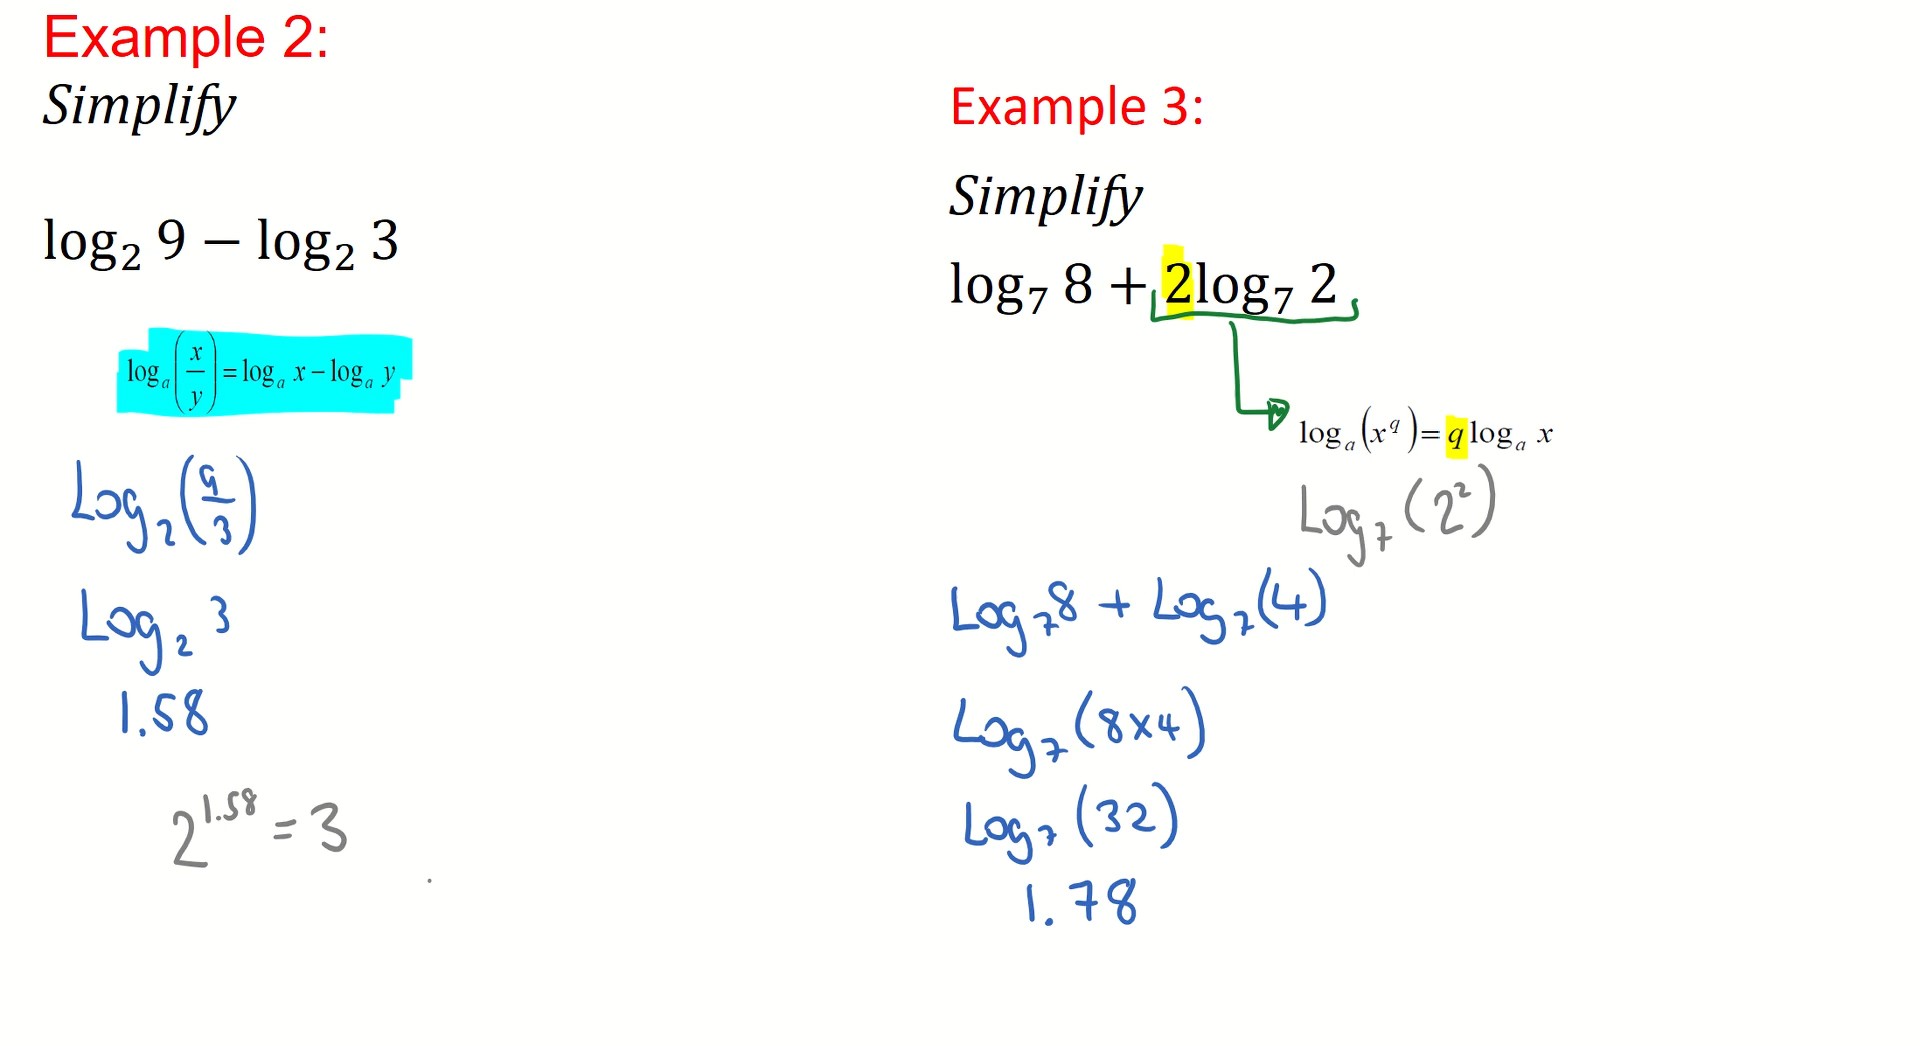 Example 2:
Simplify
log₂ 9 − log₂ 3
logₐ(x/y) = logₐ x − logₐ y
Log₂(9/3)
Log₂ 3
1.58
2^1.58 = 3
Example 3:
Simplify
log₇ 8 + 2log₇ 2
logₐ(x^q) = q logₐ x
Log₇ (2²)
Log₇8 + Log₇(4)
Log₇ (8×4)
Log₇ (32)
1.78